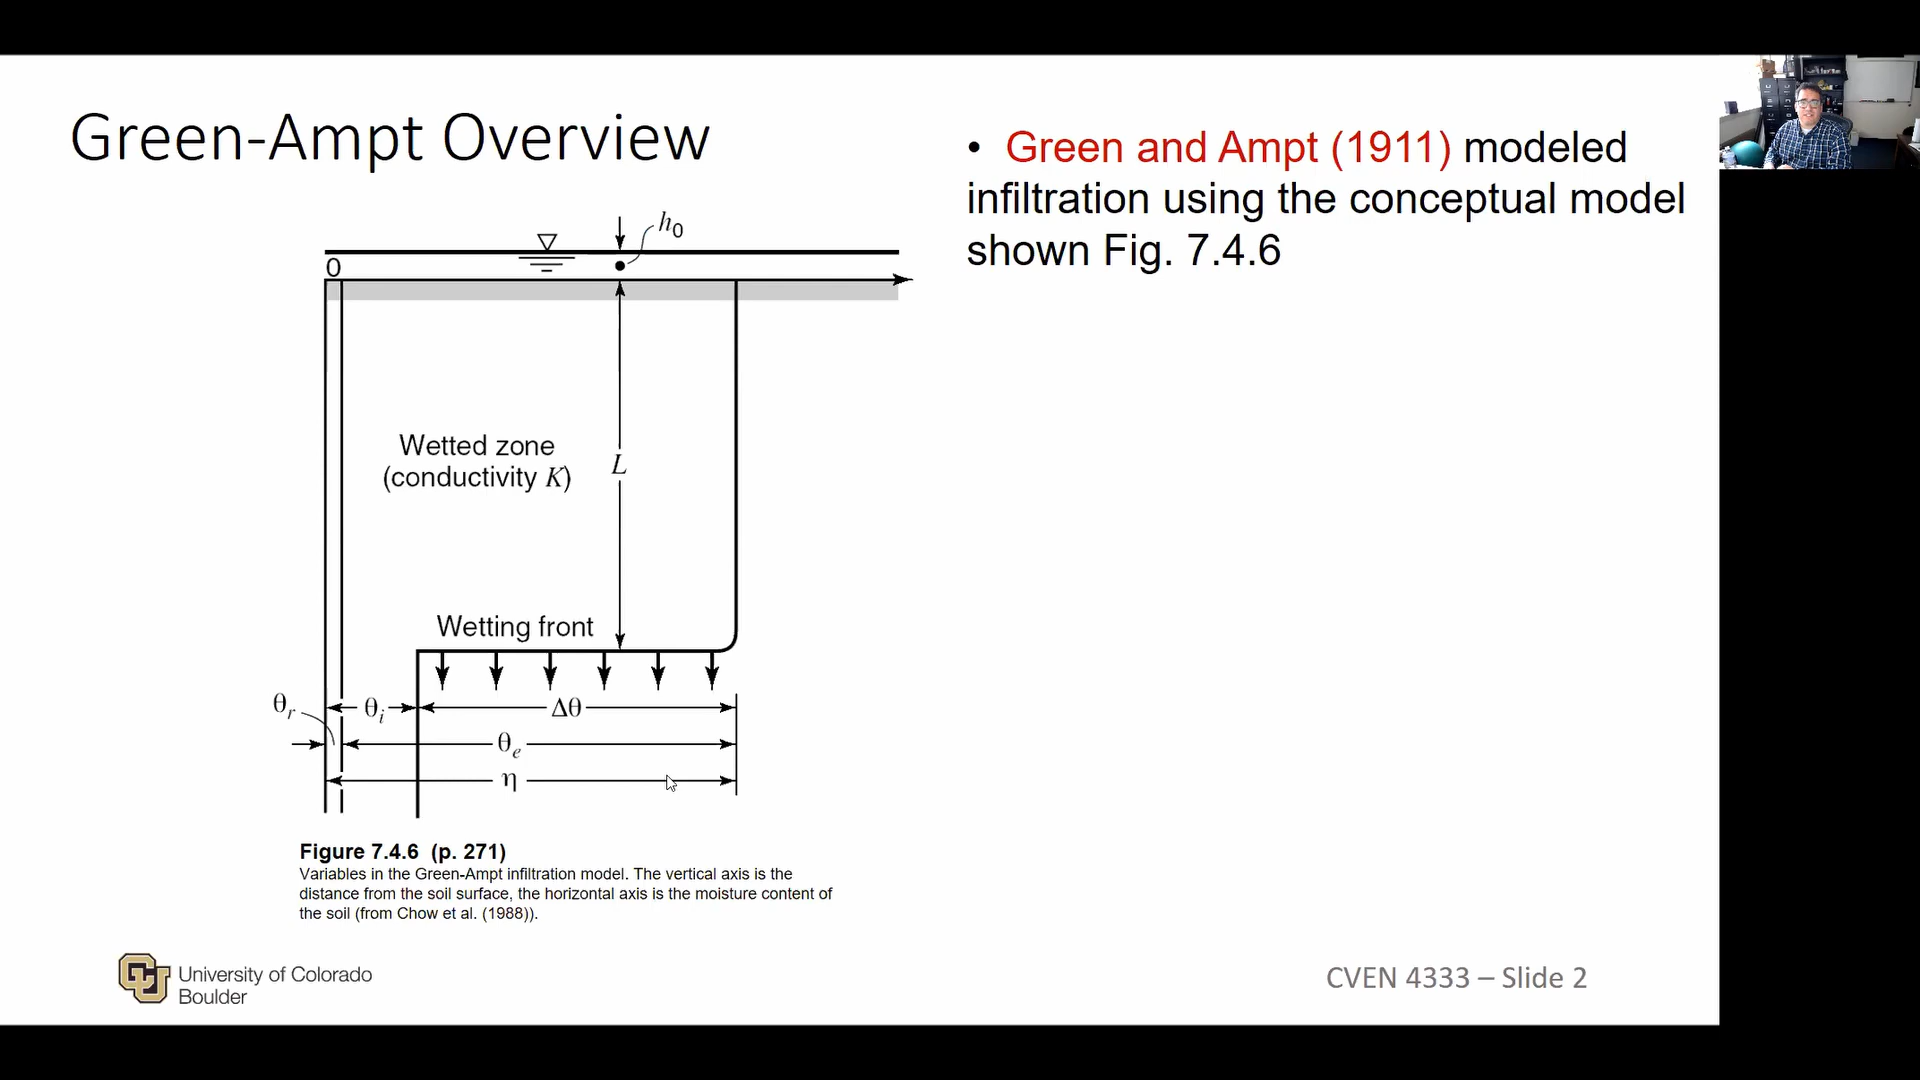 Green-Ampt Overview
• Green and Ampt (1911) modeled
infiltration using the conceptual model
shown Fig. 7.4.6
h0
0
Wetted zone
(conductivity K)
L
Wetting front
θr
θi
Δθ
θe
η
Figure 7.4.6 (p. 271)
Variables in the Green-Ampt infiltration model. The vertical axis is the
distance from the soil surface, the horizontal axis is the moisture content of
the soil (from Chow et al. (1988)).
CU
University of Colorado
Boulder
CVEN 4333 – Slide 2